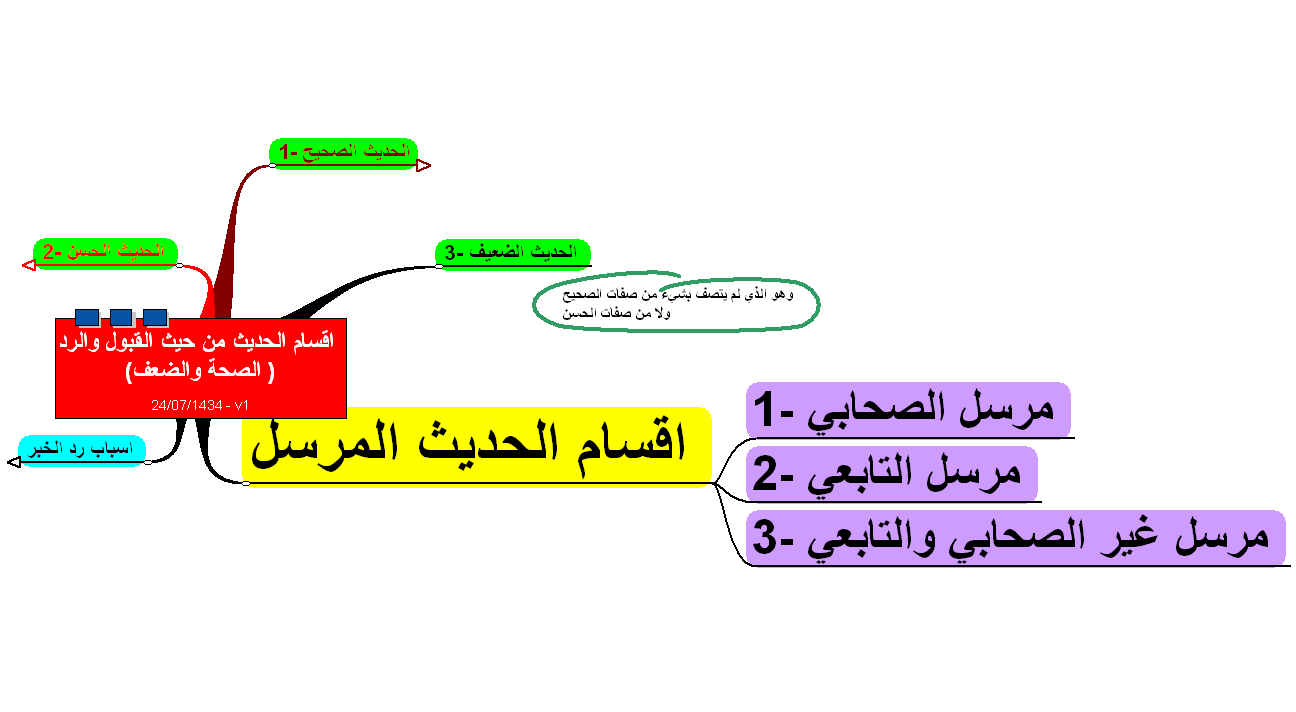 اقسام الحديث من حيث القبول والرد
( الصحة والضعف)
24/07/1434 - v1
1- الحديث الصحيح
2- الحديث الحسن
3- الحديث الضعيف
وهو الذي لم يتصف بشيء من صفات الصحيح
ولا من صفات الحسن
اقسام الحديث المرسل
1- مرسل الصحابي
2- مرسل التابعي
3- مرسل غير الصحابي والتابعي
اسباب رد الخبر